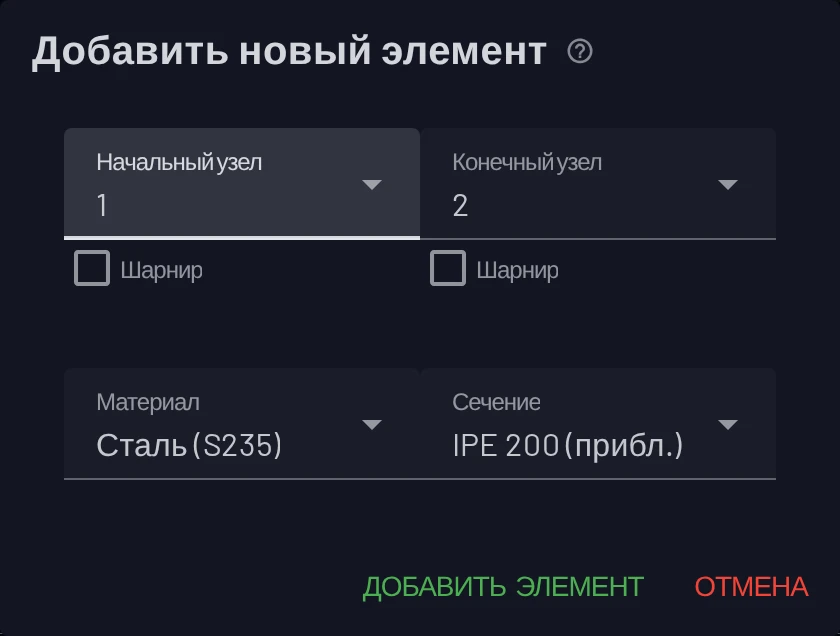 Добавить новый элемент
Начальный узел
Конечный узел
1
2
Шарнир
Шарнир
Материал
Сечение
Сталь (S235)
IPE 200 (прибл.)
ДОБАВИТЬ ЭЛЕМЕНТ
ОТМЕНА